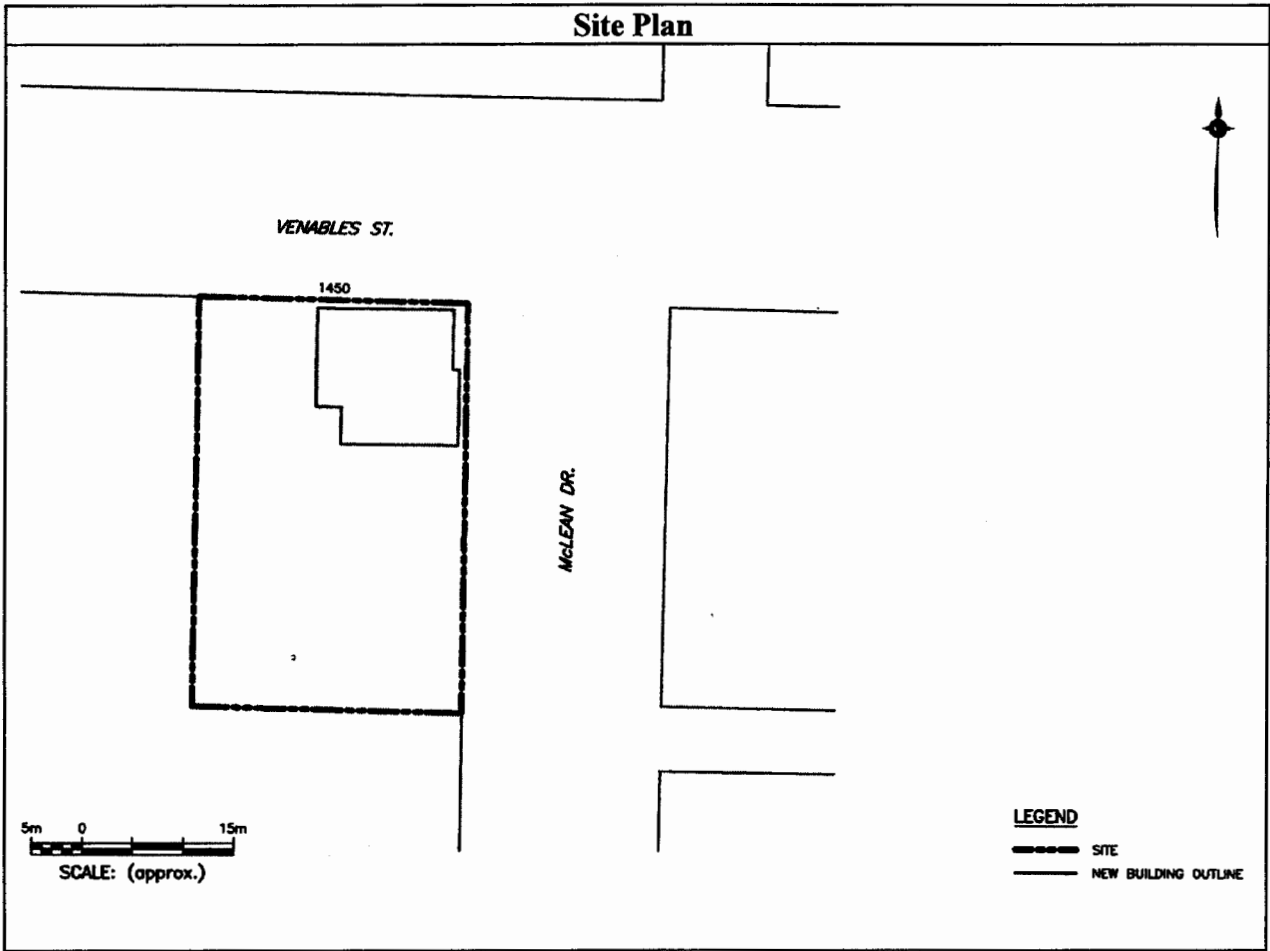 Site Plan
VENABLES ST.
1450
McLEAN DR.
5m 0 15m
SCALE: (approx.)
LEGEND
SITE
NEW BUILDING OUTLINE